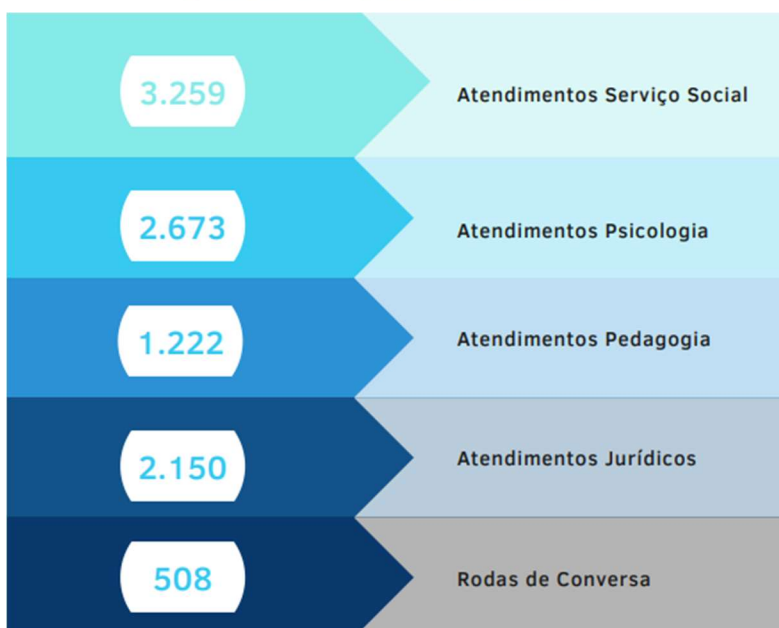 3.259
Atendimentos Serviço Social
2.673
Atendimentos Psicologia
1.222
Atendimentos Pedagogia
2.150
Atendimentos Jurídicos
508
Rodas de Conversa